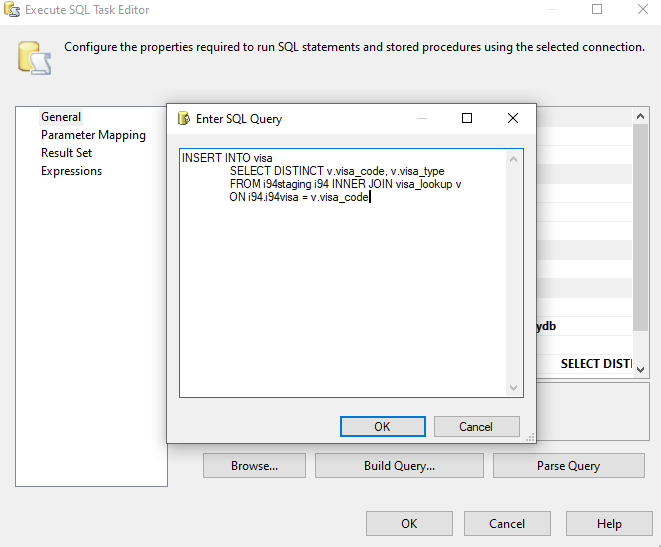 Execute SQL Task Editor
Configure the properties required to run SQL statements and stored procedures using the selected connection.
General
Parameter Mapping
Result Set
Expressions
Enter SQL Query
INSERT INTO visa
SELECT DISTINCT v.visa_code, v.visa_type
FROM i94staging i94 INNER JOIN visa_lookup v
ON i94.i94visa = v.visa_code
ydb
SELECT DISTI
OK
Cancel
Browse...
Build Query...
Parse Query
OK
Cancel
Help